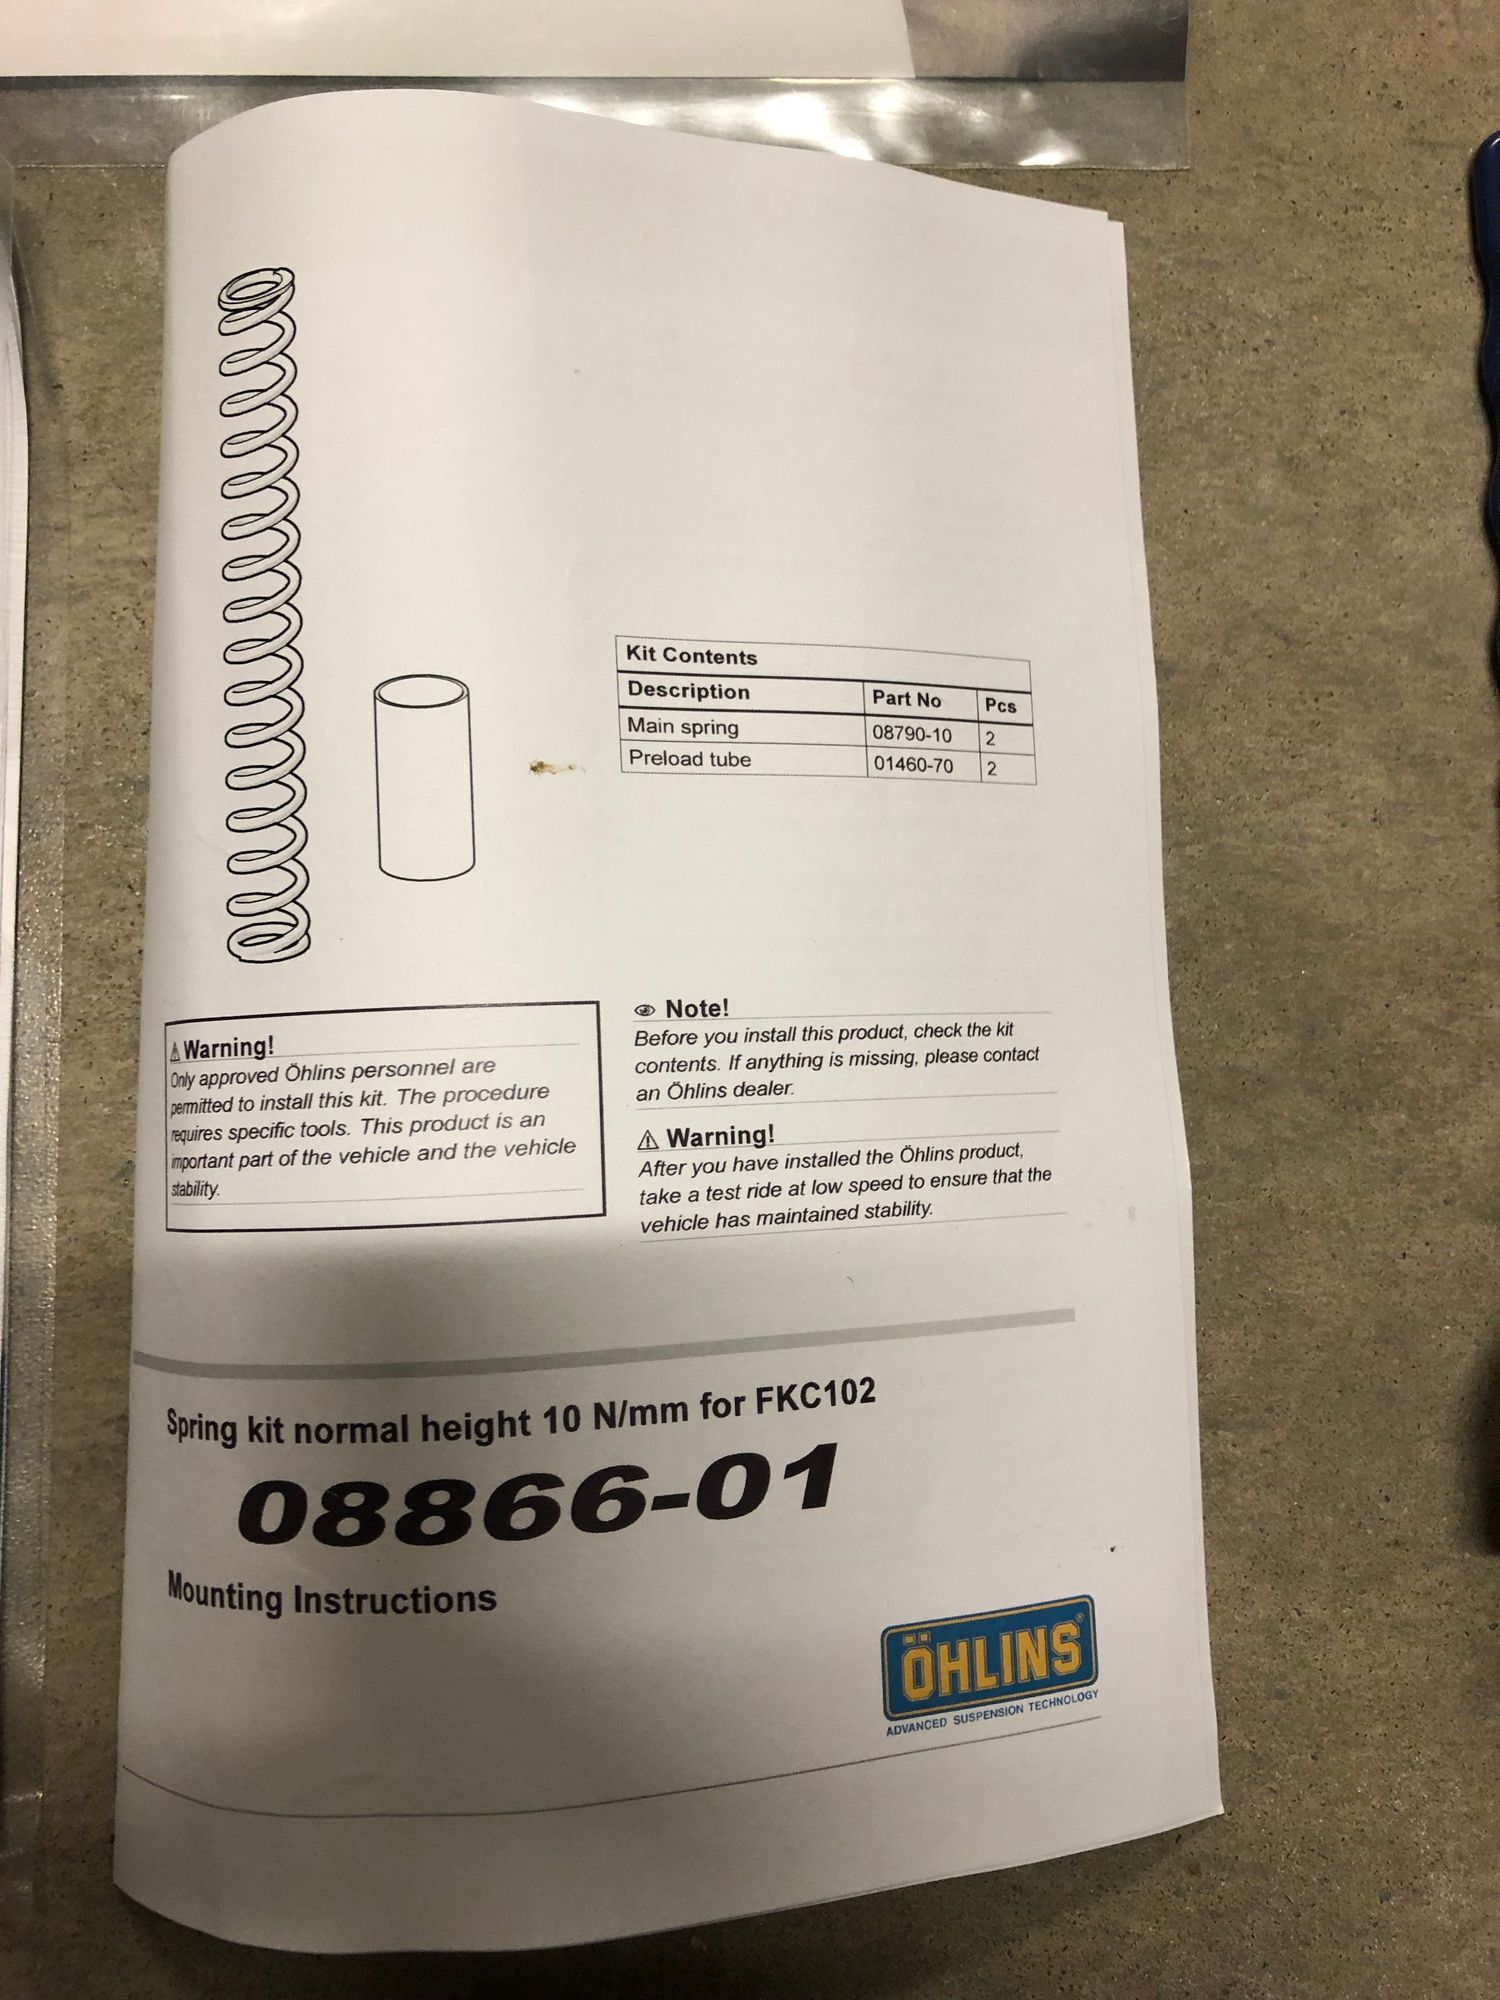 Kit Contents
Description Part No Pcs
Main spring 08790-10 2
Preload tube 01460-70 2
Warning!
Only approved Öhlins personnel are
permitted to install this kit. The procedure
requires specific tools. This product is an
important part of the vehicle and the vehicle
stability.
Note!
Before you install this product, check the kit
contents. If anything is missing, please contact
an Öhlins dealer.
Warning!
After you have installed the Öhlins product,
take a test ride at low speed to ensure that the
vehicle has maintained stability.
Spring kit normal height 10 N/mm for FKC102
08866-01
Mounting Instructions
ÖHLINS®
ADVANCED SUSPENSION TECHNOLOGY